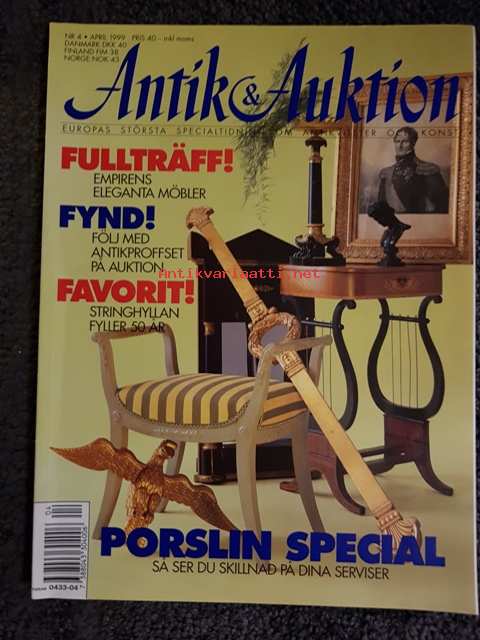 NR 4 • APRIL 1999 PRIS 40:- inkl moms
DANMARK DKK 40
FINLAND FIM 38
NORGE NOK 43
Antik & Auktion
EUROPAS STÖRSTA SPECIALTIDNING OM ANTIKVITETER OCH KONST
FULLTRÄFF!
EMPIRENS
ELEGANTA MÖBLER
FYND!
FÖLJ MED
ANTIKPROFFSET
PÅ AUKTION
Antikvariaatti.net
FAVORIT!
STRINGHYLLAN
FYLLER 50 ÅR
PORSLIN SPECIAL
SÅ SER DU SKILLNAD PÅ DINA SERVISER
04
0433-04